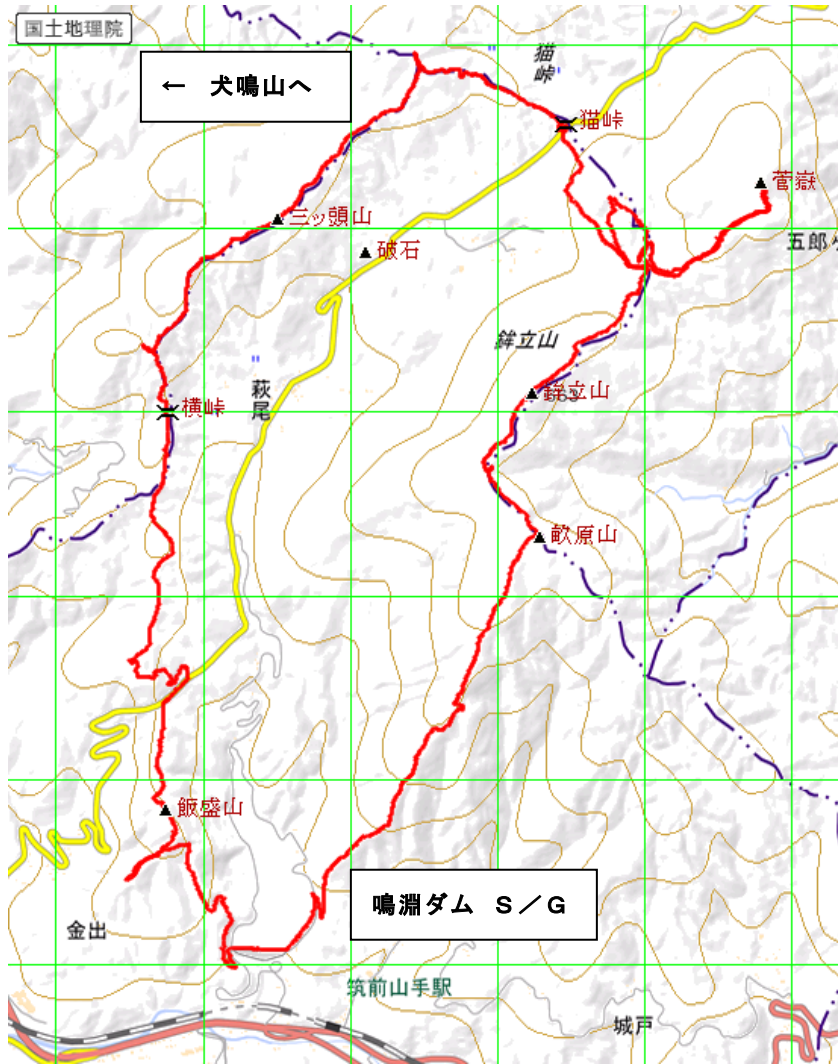 国土地理院
← 犬鳴山へ
猫
峠
猫峠
菅嶽
三ッ頭山
五郎
破石
鉾立山
萩
尾
鉾立山
横峠
畝原山
飯盛山
鳴淵ダム S/G
金出
筑前山手駅
城戸